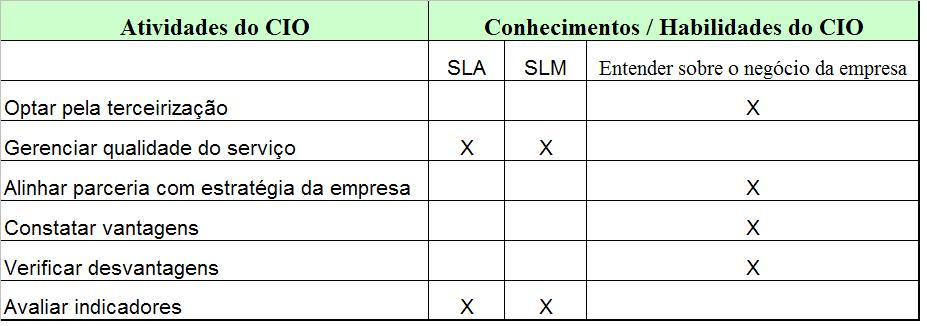 Atividades do CIO Conhecimentos / Habilidades do CIO
SLA SLM Entender sobre o negócio da empresa
Optar pela terceirização X
Gerenciar qualidade do serviço X X
Alinhar parceria com estratégia da empresa X
Constatar vantagens X
Verificar desvantagens X
Avaliar indicadores X X